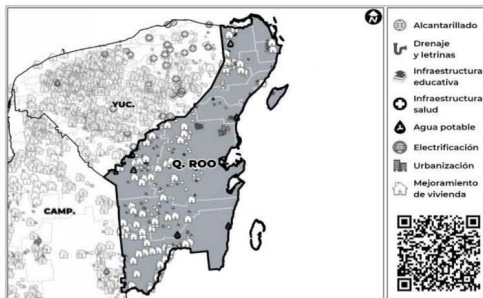 YUC.
Q. ROO
CAMP.
N
Alcantarillado
Drenaje
y letrinas
Infraestructura
educativa
Infraestructura
salud
Agua potable
Electrificación
Urbanización
Mejoramiento
de vivienda